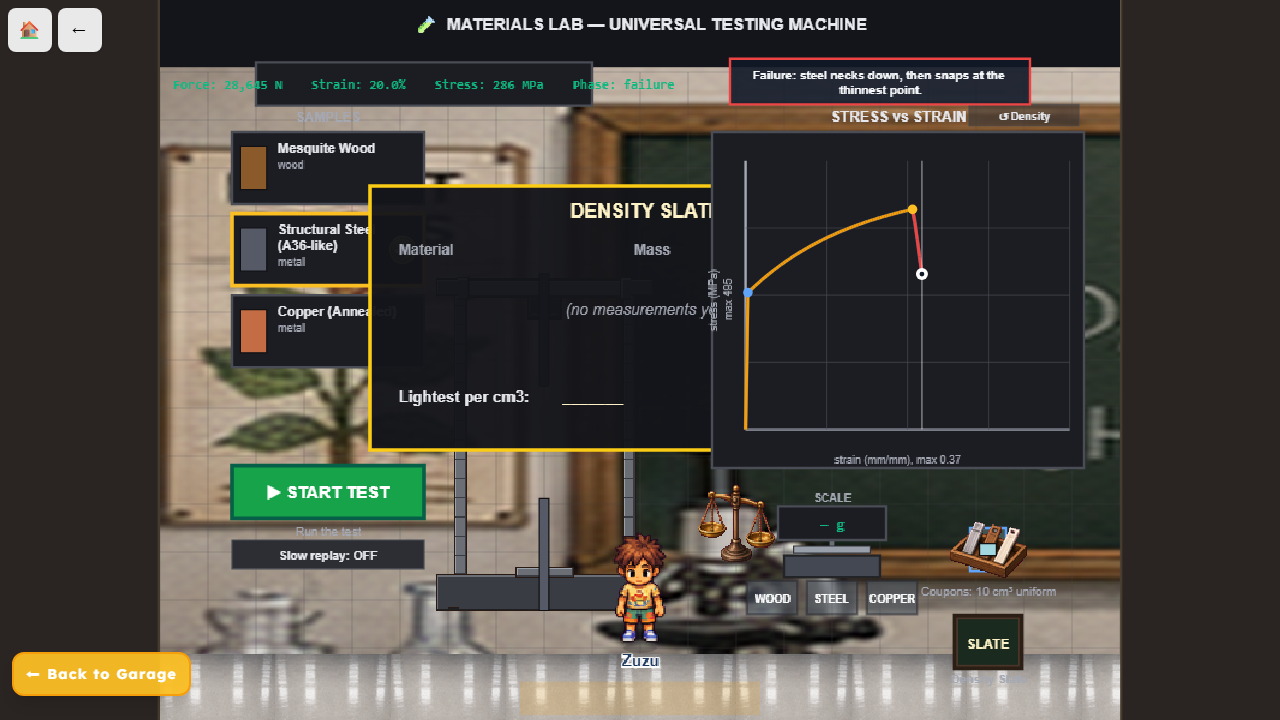 MATERIALS LAB — UNIVERSAL TESTING MACHINE
Force: 28,645 N Strain: 20.0% Stress: 286 MPa Phase: failure
Failure: steel necks down, then snaps at the
thinnest point.
SAMPLES
STRESS vs STRAIN
↺ Density
Mesquite Wood
wood
Structural Stee
(A36-like)
metal
Copper (Annealed)
metal
DENSITY SLAT
Material Mass
(no measurements y
Lightest per cm3: ________
stress (MPa)
max 485
strain (mm/mm), max 0.37
▶ START TEST
Run the test
Slow replay: OFF
SCALE
— g
WOOD
STEEL
COPPER
Coupons: 10 cm³ uniform
SLATE
Zuzu
← Back to Garage